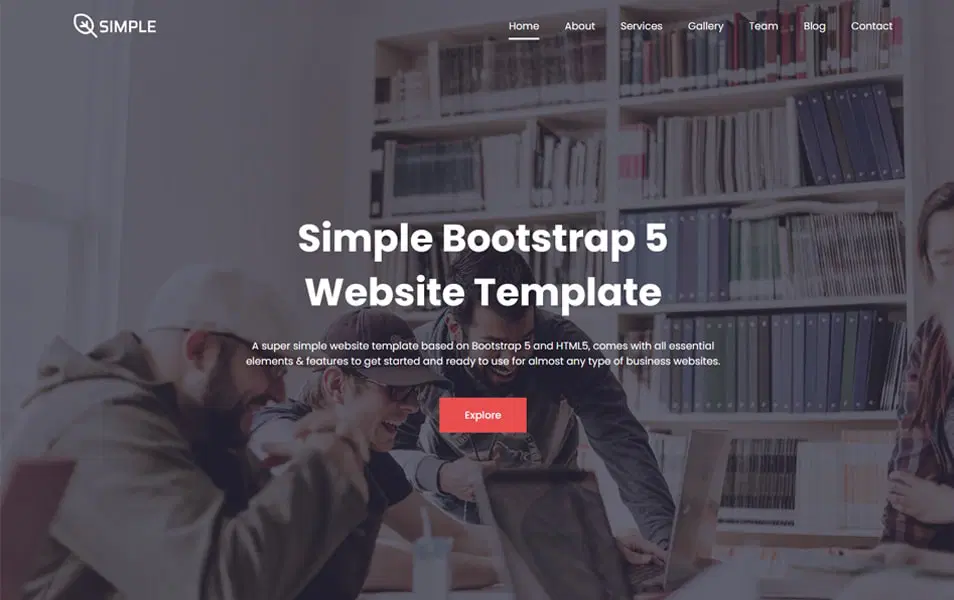 SIMPLE
Home About Services Gallery Team Blog Contact
Simple Bootstrap 5
Website Template
A super simple website template based on Bootstrap 5 and HTML5, comes with all essential
elements & features to get started and ready to use for almost any type of business websites.
Explore